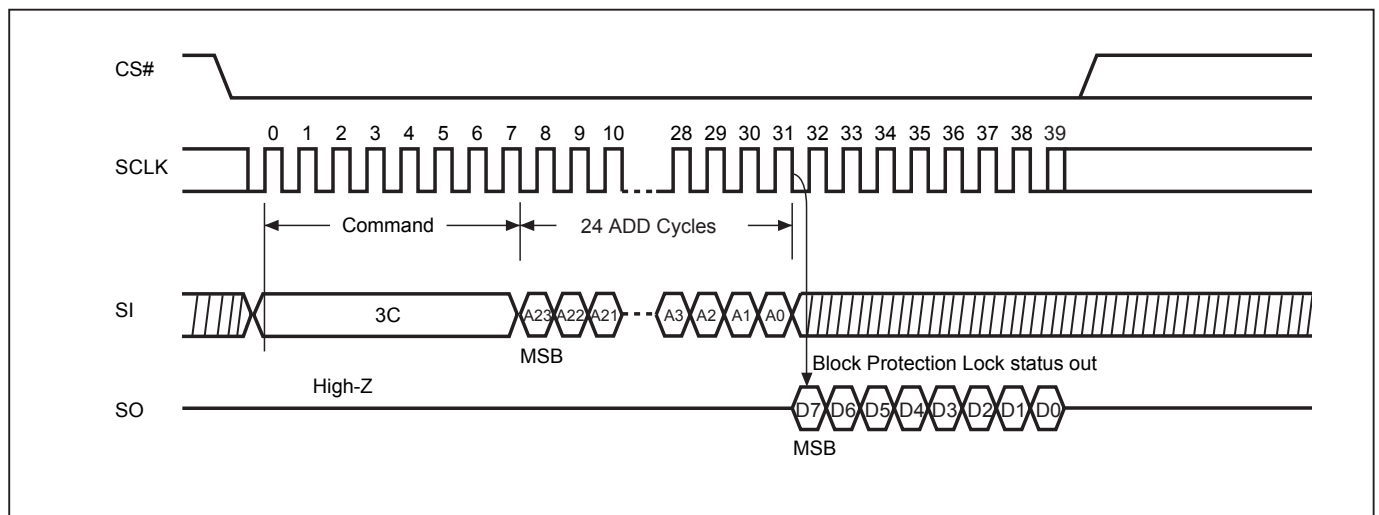 CS#
0 1 2 3 4 5 6 7 8 9 10 28 29 30 31 32 33 34 35 36 37 38 39
SCLK
Command 24 ADD Cycles
SI 3C A23 A22 A21 A3 A2 A1 A0
MSB
Block Protection Lock status out
High-Z
SO D7 D6 D5 D4 D3 D2 D1 D0
MSB